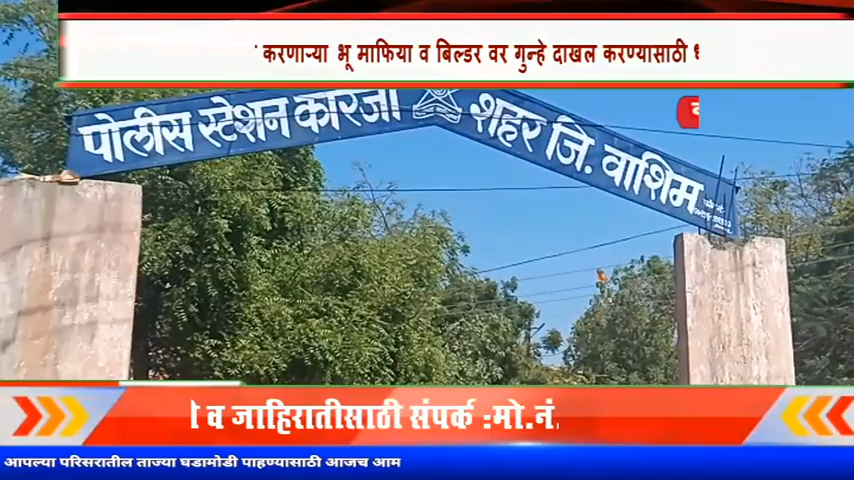 करणाऱ्या भू माफिया व बिल्डर वर गुन्हे दाखल करण्यासाठी
पोलीस स्टेशन कारंजा शहर जि. वाशिम
व जाहिरातीसाठी संपर्क :मो.नं.
आपल्या परिसरातील ताज्या घडामोडी पाहण्यासाठी आजच आम